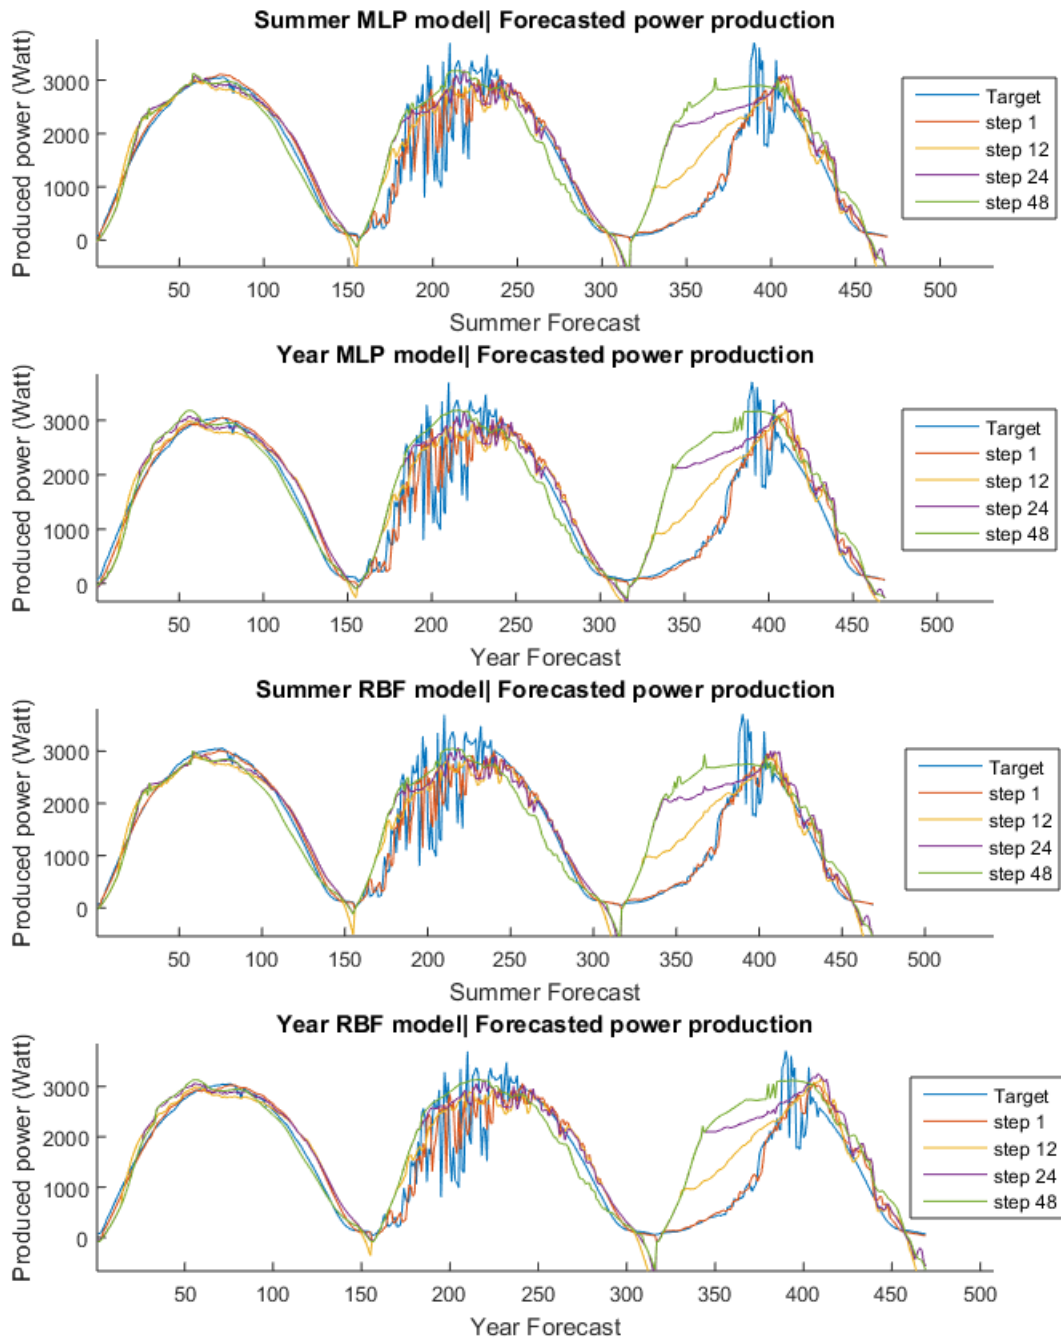 Summer MLP model| Forecasted power production
Produced power (Watt)
3000
2000
1000
0
50 100 150 200 250 300 350 400 450 500
Summer Forecast
Target
step 1
step 12
step 24
step 48
Year MLP model| Forecasted power production
Produced power (Watt)
3000
2000
1000
0
50 100 150 200 250 300 350 400 450 500
Year Forecast
Target
step 1
step 12
step 24
step 48
Summer RBF model| Forecasted power production
Produced power (Watt)
3000
2000
1000
0
50 100 150 200 250 300 350 400 450 500
Summer Forecast
Target
step 1
step 12
step 24
step 48
Year RBF model| Forecasted power production
Produced power (Watt)
3000
2000
1000
0
50 100 150 200 250 300 350 400 450 500
Year Forecast
Target
step 1
step 12
step 24
step 48